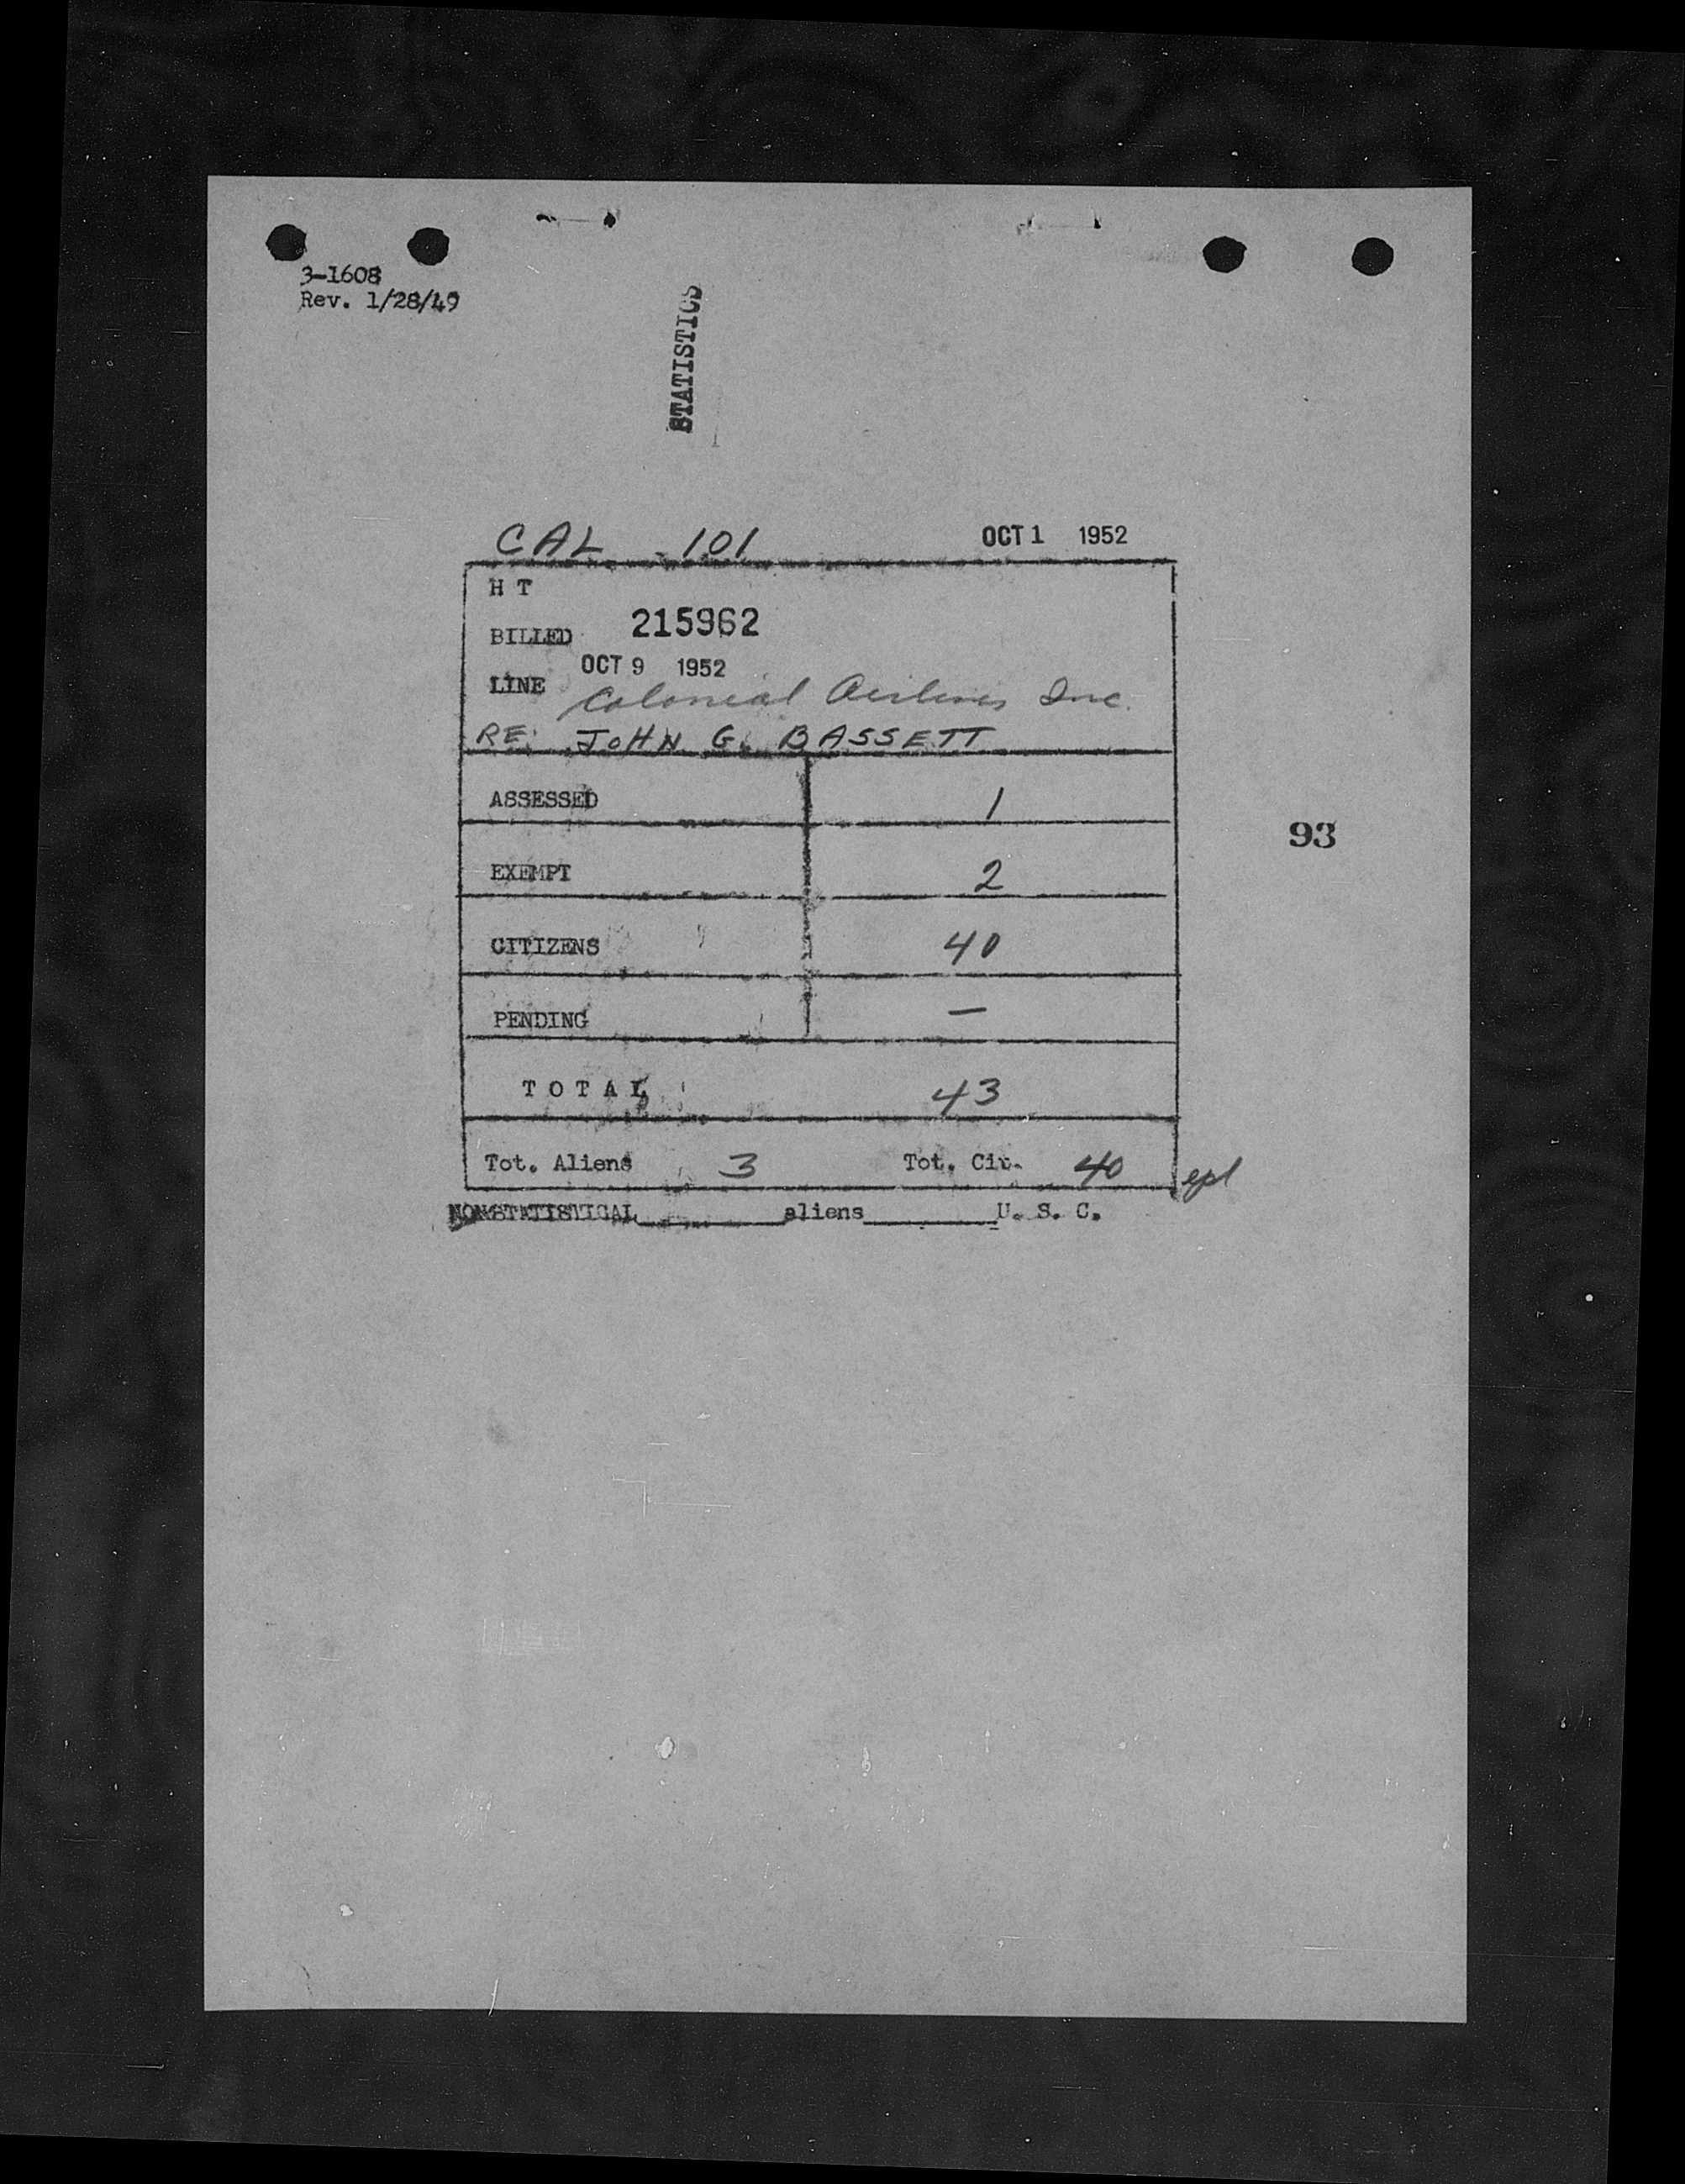 3-1608
Rev. 1/28/49
STATISTICS
CAL 101 OCT 1 1952
H T
BILLED 215962
OCT 9 1952
LINE Colonial Airlines Inc.
RE: JOHN G. BASSETT
ASSESSED 1
93
EXEMPT 2
CITIZENS 40
PENDING —
TOTAL 43
Tot. Aliens 3 Tot. Cit. 40
NONSTATISTICAL________aliens________U. S. C.